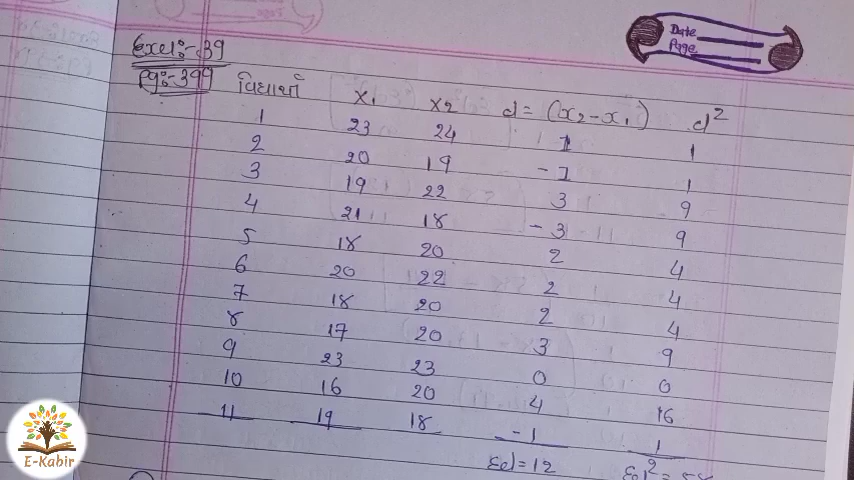 Date
Page
Ex:-39
Pg:-399
विद्यार्थी X₁ X₂ d = (x₂-x₁) d²
1 23 24 1 1
2 20 19 -1 1
3 19 22 3 9
4 21 18 -3 9
5 18 20 2 4
6 20 22 2 4
7 18 20 2 4
8 17 20 3 9
9 23 23 0 0
10 16 20 4 16
11 19 18 -1 1
Σd=12 Σd²=
E-Kabir